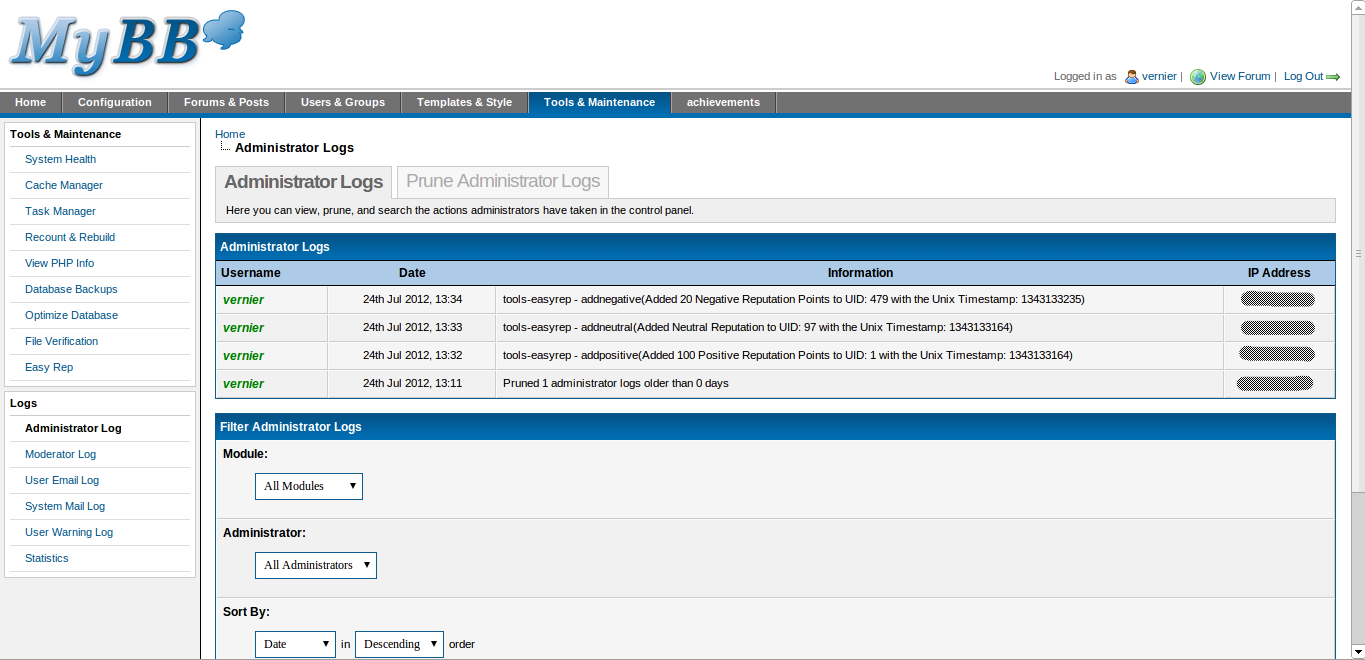 MyBB
Logged in as vernier | View Forum | Log Out
Home Configuration Forums & Posts Users & Groups Templates & Style Tools & Maintenance achievements
Tools & Maintenance
System Health
Cache Manager
Task Manager
Recount & Rebuild
View PHP Info
Database Backups
Optimize Database
File Verification
Easy Rep
Logs
Administrator Log
Moderator Log
User Email Log
System Mail Log
User Warning Log
Statistics
Home
Administrator Logs
Administrator Logs Prune Administrator Logs
Here you can view, prune, and search the actions administrators have taken in the control panel.
Administrator Logs
Username Date Information IP Address
vernier 24th Jul 2012, 13:34 tools-easyrep - addnegative(Added 20 Negative Reputation Points to UID: 479 with the Unix Timestamp: 1343133235)
vernier 24th Jul 2012, 13:33 tools-easyrep - addneutral(Added Neutral Reputation to UID: 97 with the Unix Timestamp: 1343133164)
vernier 24th Jul 2012, 13:32 tools-easyrep - addpositive(Added 100 Positive Reputation Points to UID: 1 with the Unix Timestamp: 1343133164)
vernier 24th Jul 2012, 13:11 Pruned 1 administrator logs older than 0 days
Filter Administrator Logs
Module:
All Modules
Administrator:
All Administrators
Sort By:
Date in Descending order